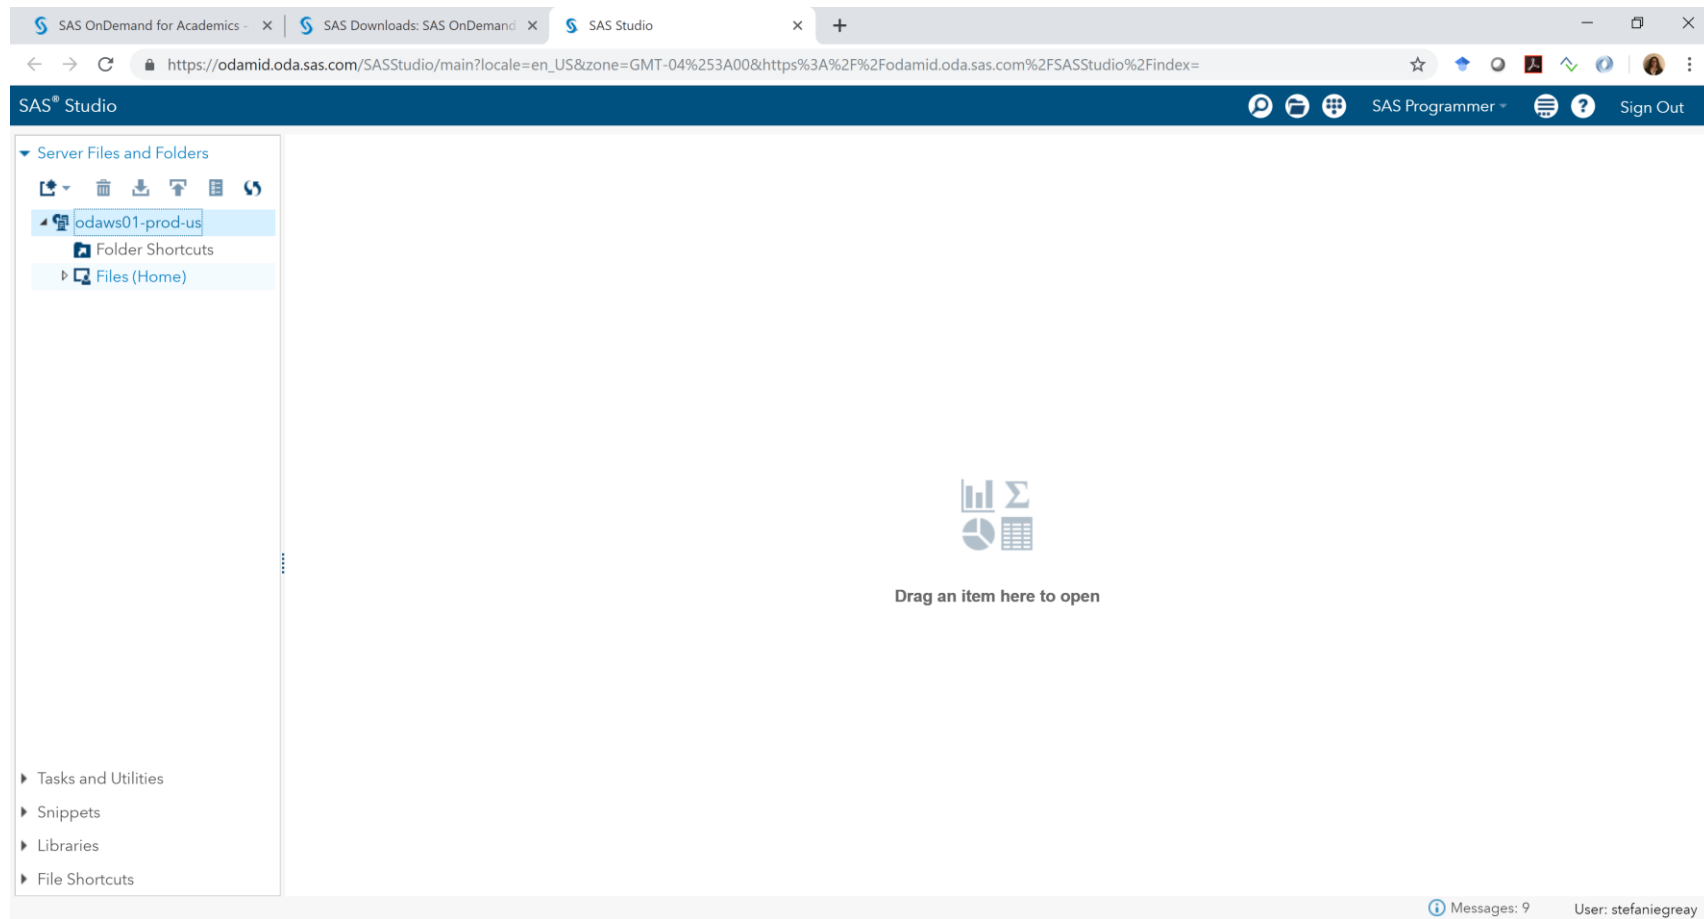 SAS OnDemand for Academics -
SAS Downloads: SAS OnDemand
SAS Studio
https://odamid.oda.sas.com/SASStudio/main?locale=en_US&zone=GMT-04%253A00&https%3A%2F%2Fodamid.oda.sas.com%2FSASStudio%2Findex=
SAS® Studio
SAS Programmer
Sign Out
Server Files and Folders
odaws01-prod-us
Folder Shortcuts
Files (Home)
Drag an item here to open
Tasks and Utilities
Snippets
Libraries
File Shortcuts
Messages: 9
User: stefaniegreay